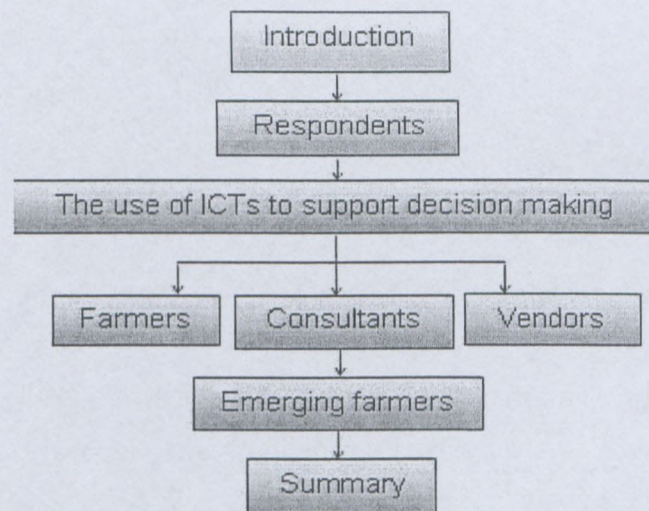 Introduction
Respondents
The use of ICTs to support decision making
Farmers
Consultants
Vendors
Emerging farmers
Summary